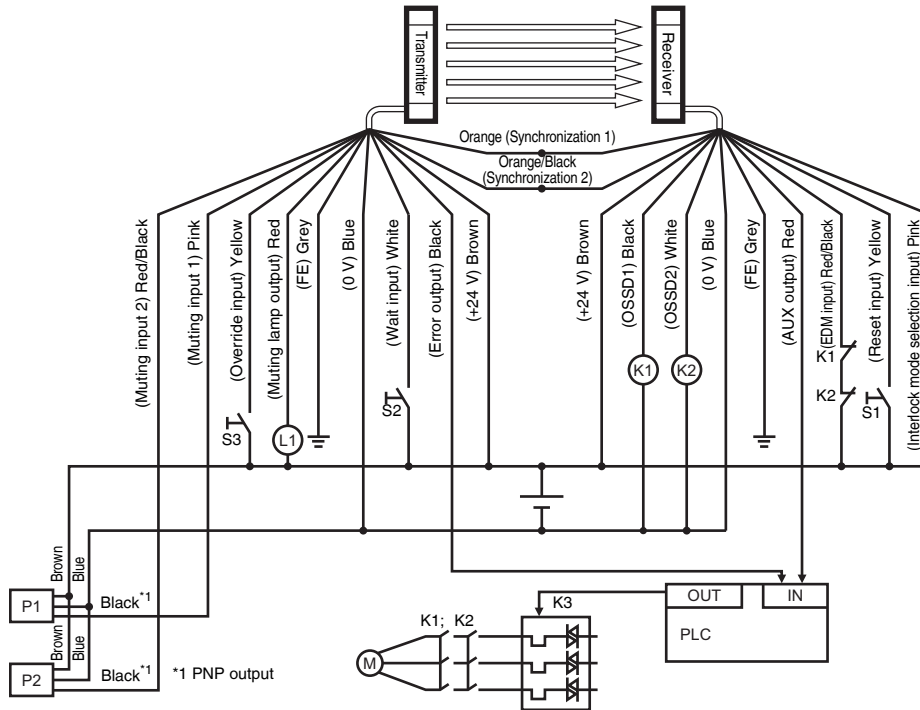 Transmitter
Receiver
Orange (Synchronization 1)
Orange/Black
(Synchronization 2)
(Muting input 2) Red/Black
(Muting input 1) Pink
(Override input) Yellow
(Muting lamp output) Red
(FE) Grey
(0 V) Blue
(Wait input) White
(Error output) Black
(+24 V) Brown
(+24 V) Brown
(OSSD1) Black
(OSSD2) White
(0 V) Blue
(FE) Grey
(AUX output) Red
(EDM input) Red/Black
(Reset input) Yellow
(Interlock mode selection input) Pink
S3
L1
S2
K1
K2
K1
K2
S1
Brown
Blue
P1
Black*1
Brown
Blue
P2
Black*1
*1 PNP output
K1; K2
K3
M
OUT
IN
PLC